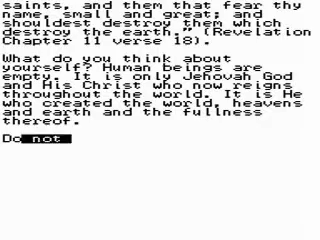 saints, and them that fear thy
name, small and great; and
shouldest destroy them which
destroy the earth.” (Revelation
Chapter 11 verse 18).
What do you think about
yourself? Human beings are
empty. It is only Jehovah God
and His Christ who now reigns
throughout the world. It is He
who created the world, heavens
and earth and the fullness
thereof.
Do not